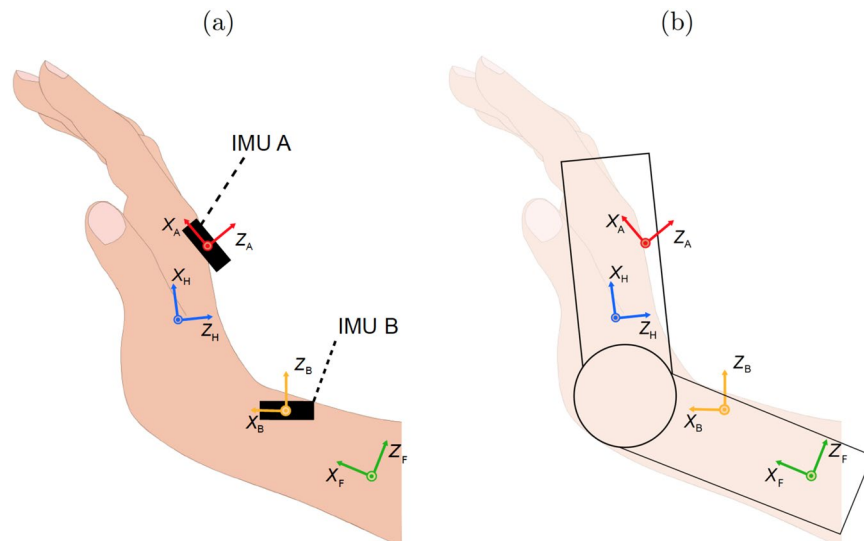 (a)
(b)
IMU A
X_A
Z_A
X_H
Z_H
IMU B
Z_B
X_B
Z_F
X_F
X_A
Z_A
X_H
Z_H
Z_B
X_B
Z_F
X_F